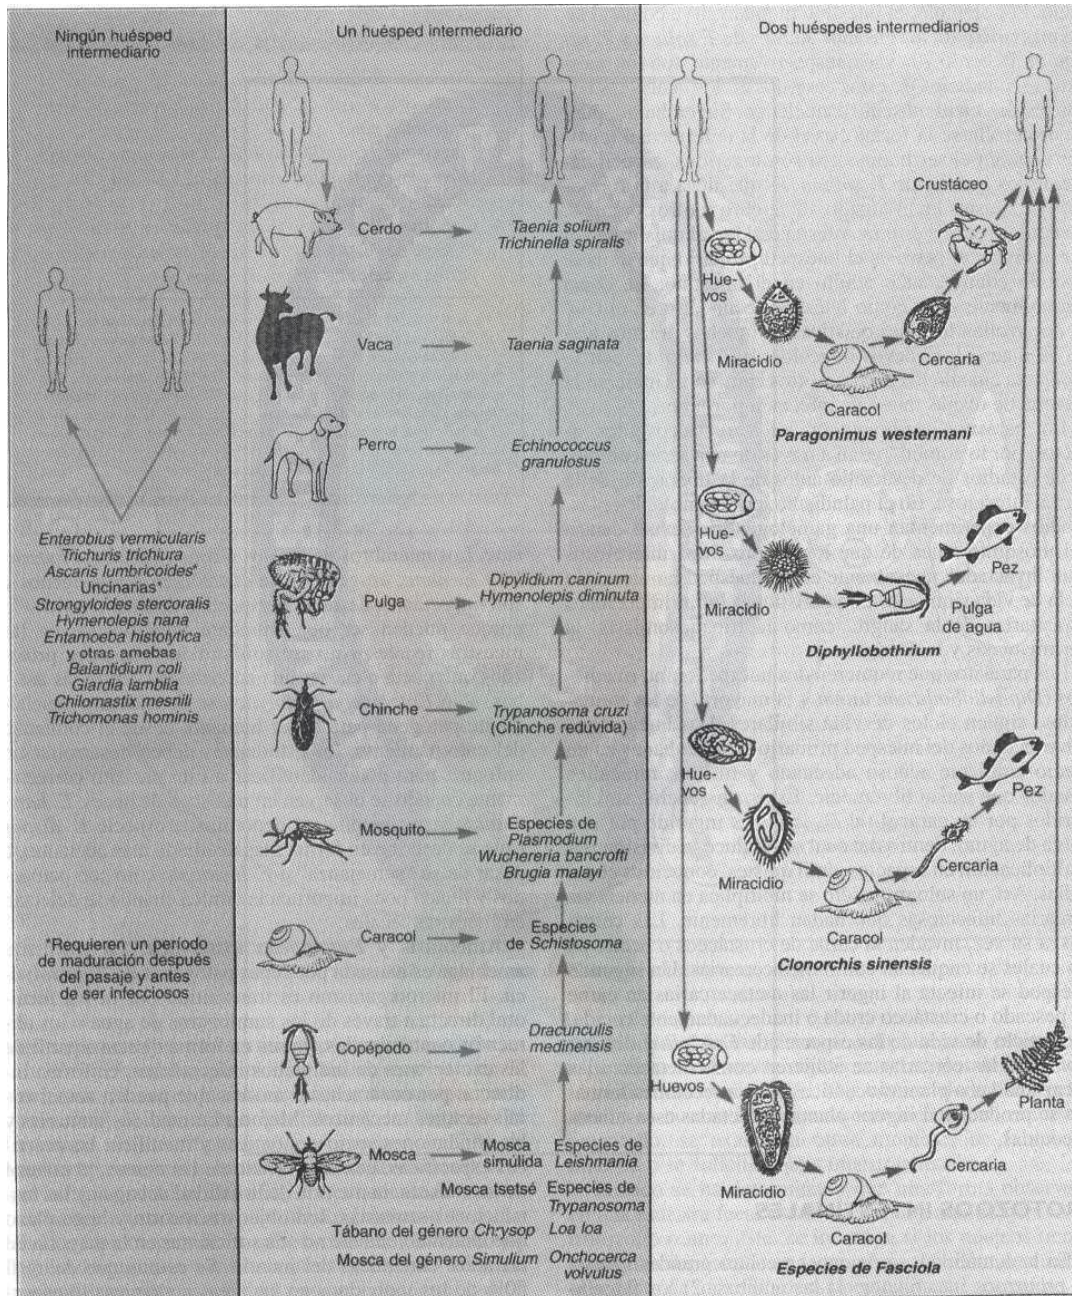 Ningún huésped
intermediario
Enterobius vermicularis
Trichuris trichiura
Ascaris lumbricoides*
Uncinarias*
Strongyloides stercoralis
Hymenolepis nana
Entamoeba histolytica
y otras amebas
Balantidium coli
Giardia lamblia
Chilomastix mesnili
Trichomonas hominis
*Requieren un período
de maduración después
del pasaje y antes
de ser infecciosos
Un huésped intermediario
Cerdo
Taenia solium
Trichinella spiralis
Vaca
Taenia saginata
Perro
Echinococcus
granulosus
Pulga
Dipylidium caninum
Hymenolepis diminuta
Chinche
Trypanosoma cruzi
(Chinche redúvida)
Mosquito
Especies de
Plasmodium
Wuchereria bancrofti
Brugia malayi
Caracol
Especies
de Schistosoma
Copépodo
Dracunculis
medinensis
Mosca
Mosca
simúlida
Especies de
Leishmania
Mosca tsetsé
Especies de
Trypanosoma
Tábano del género Chrysop
Loa loa
Mosca del género Simulium
Onchocerca
volvulus
Dos huéspedes intermediarios
Crustáceo
Hue-
vos
Miracidio
Cercaria
Caracol
Paragonimus westermani
Hue-
vos
Pez
Miracidio
Pulga
de agua
Diphyllobothrium
Hue-
vos
Pez
Miracidio
Cercaria
Caracol
Clonorchis sinensis
Huevos
Planta
Cercaria
Miracidio
Caracol
Especies de Fasciola